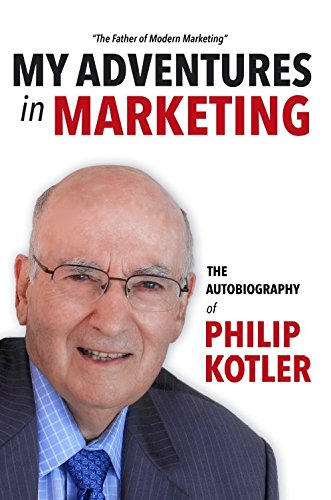 "The Father of Modern Marketing"
MY ADVENTURES
in MARKETING
THE
AUTOBIOGRAPHY
of
PHILIP
KOTLER